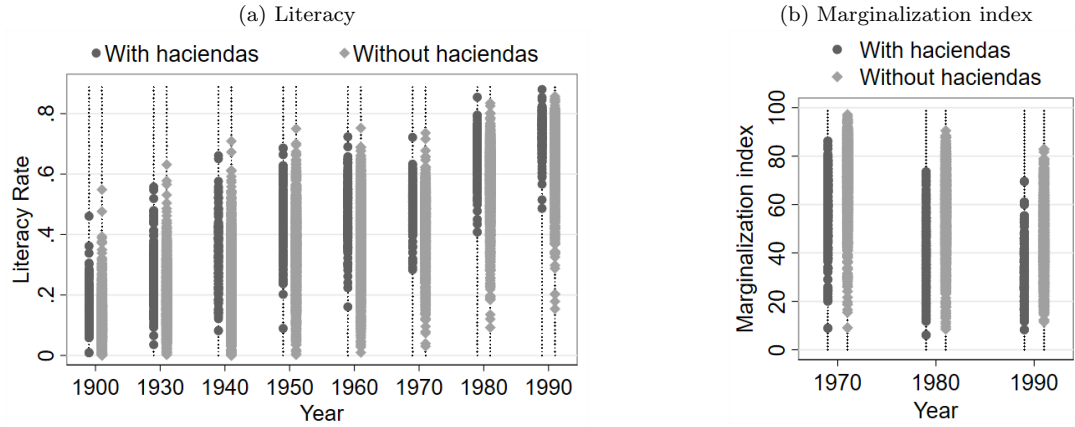 (a) Literacy
With haciendas
Without haciendas
Literacy Rate
.8
.6
.4
.2
0
1900 1930 1940 1950 1960 1970 1980 1990
Year
(b) Marginalization index
With haciendas
Without haciendas
Marginalization index
100
80
60
40
20
0
1970 1980 1990
Year